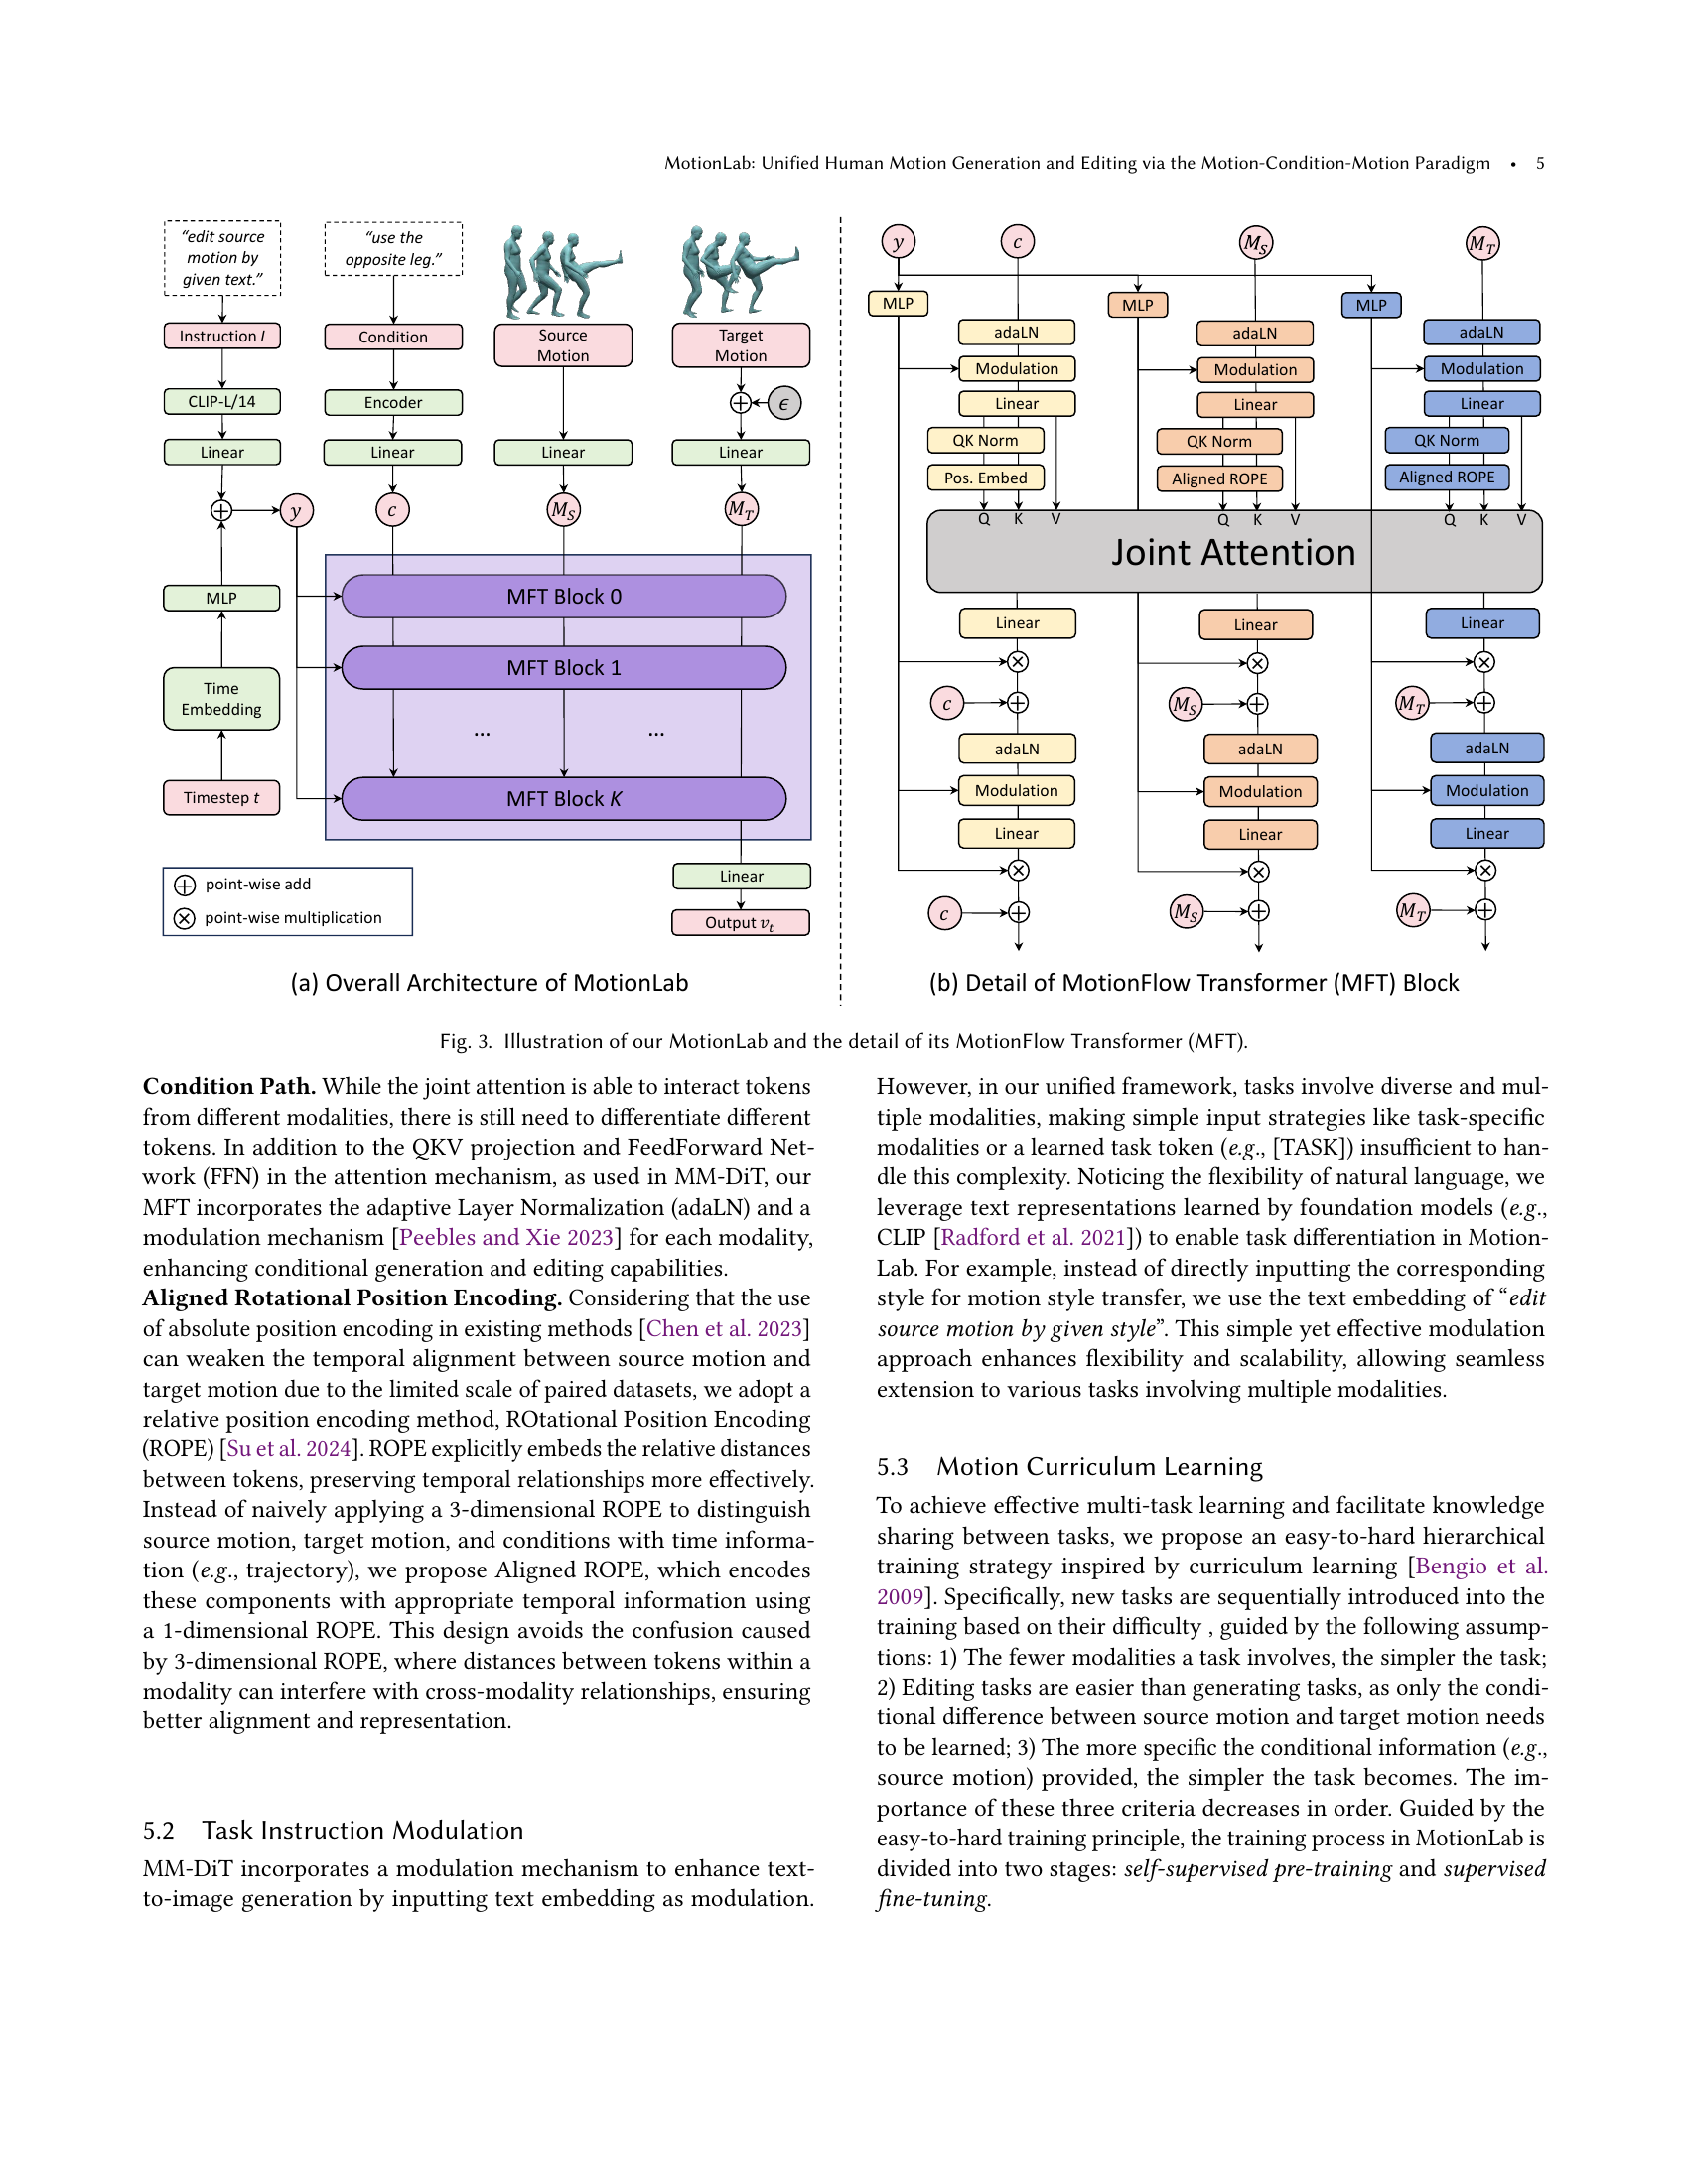 MotionLab: Unified Human Motion Generation and Editing via the Motion-Condition-Motion Paradigm • 5
“edit source
motion by
given text.”
“use the
opposite leg.”
Instruction I
Condition
Source
Motion
Target
Motion
CLIP-L/14
Encoder
+ ϵ
Linear
Linear
Linear
Linear
y
c
M_S
M_T
MLP
Time
Embedding
Timestep t
MFT Block 0
MFT Block 1
...
...
MFT Block K
Linear
Output v_t
point-wise add
point-wise multiplication
(a) Overall Architecture of MotionLab
y
c
M_S
M_T
MLP
MLP
MLP
adaLN
adaLN
adaLN
Modulation
Modulation
Modulation
Linear
Linear
Linear
QK Norm
QK Norm
QK Norm
Pos. Embed
Aligned ROPE
Aligned ROPE
Q K V
Q K V
Q K V
Joint Attention
Linear
Linear
Linear
c
M_S
M_T
adaLN
adaLN
adaLN
Modulation
Modulation
Modulation
Linear
Linear
Linear
c
M_S
M_T
(b) Detail of MotionFlow Transformer (MFT) Block
Fig. 3. Illustration of our MotionLab and the detail of its MotionFlow Transformer (MFT).
Condition Path. While the joint attention is able to interact tokens
from different modalities, there is still need to differentiate different
tokens. In addition to the QKV projection and FeedForward Net-
work (FFN) in the attention mechanism, as used in MM-DiT, our
MFT incorporates the adaptive Layer Normalization (adaLN) and a
modulation mechanism [Peebles and Xie 2023] for each modality,
enhancing conditional generation and editing capabilities.
Aligned Rotational Position Encoding. Considering that the use
of absolute position encoding in existing methods [Chen et al. 2023]
can weaken the temporal alignment between source motion and
target motion due to the limited scale of paired datasets, we adopt a
relative position encoding method, ROtational Position Encoding
(ROPE) [Su et al. 2024]. ROPE explicitly embeds the relative distances
between tokens, preserving temporal relationships more effectively.
Instead of naively applying a 3-dimensional ROPE to distinguish
source motion, target motion, and conditions with time informa-
tion (e.g., trajectory), we propose Aligned ROPE, which encodes
these components with appropriate temporal information using
a 1-dimensional ROPE. This design avoids the confusion caused
by 3-dimensional ROPE, where distances between tokens within a
modality can interfere with cross-modality relationships, ensuring
better alignment and representation.
5.2 Task Instruction Modulation
MM-DiT incorporates a modulation mechanism to enhance text-
to-image generation by inputting text embedding as modulation.
However, in our unified framework, tasks involve diverse and mul-
tiple modalities, making simple input strategies like task-specific
modalities or a learned task token (e.g., [TASK]) insufficient to han-
dle this complexity. Noticing the flexibility of natural language, we
leverage text representations learned by foundation models (e.g.,
CLIP [Radford et al. 2021]) to enable task differentiation in Motion-
Lab. For example, instead of directly inputting the corresponding
style for motion style transfer, we use the text embedding of “edit
source motion by given style”. This simple yet effective modulation
approach enhances flexibility and scalability, allowing seamless
extension to various tasks involving multiple modalities.
5.3 Motion Curriculum Learning
To achieve effective multi-task learning and facilitate knowledge
sharing between tasks, we propose an easy-to-hard hierarchical
training strategy inspired by curriculum learning [Bengio et al.
2009]. Specifically, new tasks are sequentially introduced into the
training based on their difficulty , guided by the following assump-
tions: 1) The fewer modalities a task involves, the simpler the task;
2) Editing tasks are easier than generating tasks, as only the condi-
tional difference between source motion and target motion needs
to be learned; 3) The more specific the conditional information (e.g.,
source motion) provided, the simpler the task becomes. The im-
portance of these three criteria decreases in order. Guided by the
easy-to-hard training principle, the training process in MotionLab is
divided into two stages: self-supervised pre-training and supervised
fine-tuning.